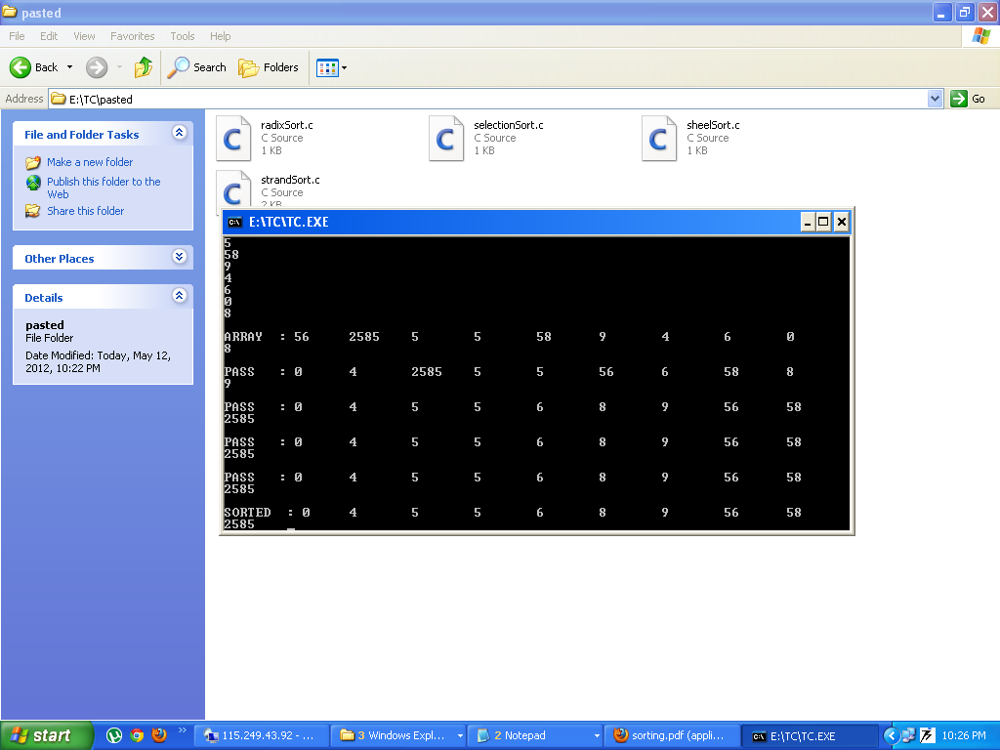 pasted
File Edit View Favorites Tools Help
Back Search Folders
Address E:\TC\pasted Go
File and Folder Tasks
Make a new folder
Publish this folder to the
Web
Share this folder
Other Places
Details
pasted
File Folder
Date Modified: Today, May 12,
2012, 10:22 PM
radixSort.c
C Source
1 KB
selectionSort.c
C Source
1 KB
sheelSort.c
C Source
1 KB
strandSort.c
C Source
2 KB
E:\TC\TC.EXE
5
58
9
4
6
0
8
ARRAY : 56 2585 5 5 58 9 4 6 0
8
PASS : 0 4 2585 5 5 56 6 58 8
9
PASS : 0 4 5 5 6 8 9 56 58
2585
PASS : 0 4 5 5 6 8 9 56 58
2585
PASS : 0 4 5 5 6 8 9 56 58
2585
SORTED : 0 4 5 5 6 8 9 56 58
2585
start 115.249.43.92 - ... 3 Windows Expl... 2 Notepad sorting.pdf (appli... E:\TC\TC.EXE 10:26 PM